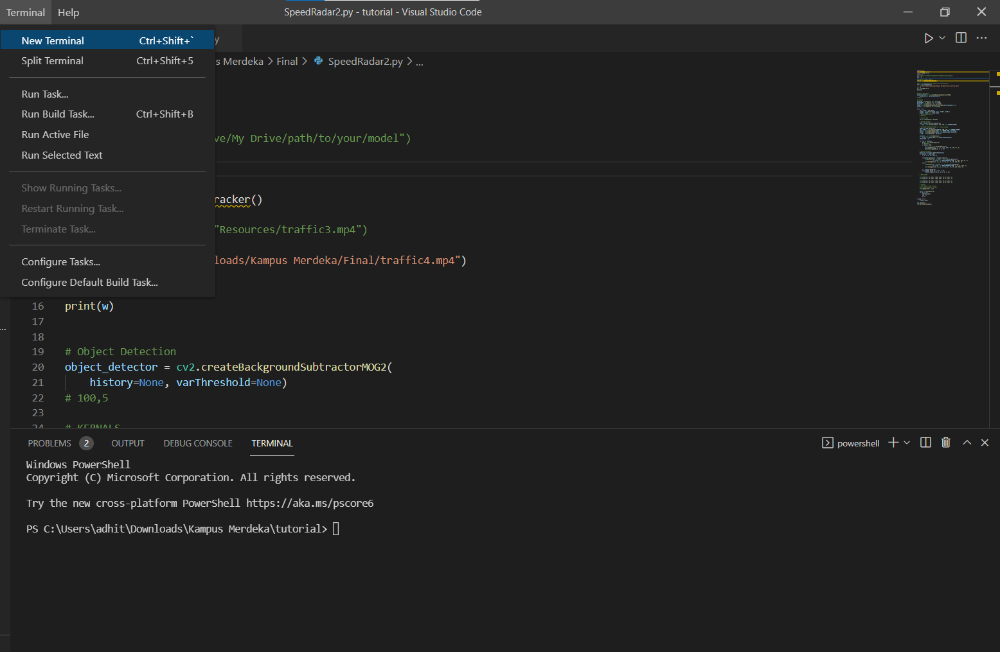 Terminal Help SpeedRadar2.py - tutorial - Visual Studio Code
New Terminal Ctrl+Shift+` y
Split Terminal Ctrl+Shift+5 s Merdeka > Final > SpeedRadar2.py > ...
Run Task...
Run Build Task... Ctrl+Shift+B
Run Active File ve/My Drive/path/to/your/model")
Run Selected Text
Show Running Tasks...
Restart Running Task... racker()
Terminate Task... "Resources/traffic3.mp4")
Configure Tasks... loads/Kampus Merdeka/Final/traffic4.mp4")
Configure Default Build Task...
16 print(w)
17
...
18
19 # Object Detection
20 object_detector = cv2.createBackgroundSubtractorMOG2(
21 history=None, varThreshold=None)
22 # 100,5
23
24 # KERNALS
PROBLEMS 2 OUTPUT DEBUG CONSOLE TERMINAL powershell
Windows PowerShell
Copyright (C) Microsoft Corporation. All rights reserved.
Try the new cross-platform PowerShell https://aka.ms/pscore6
PS C:\Users\adhit\Downloads\Kampus Merdeka\tutorial>